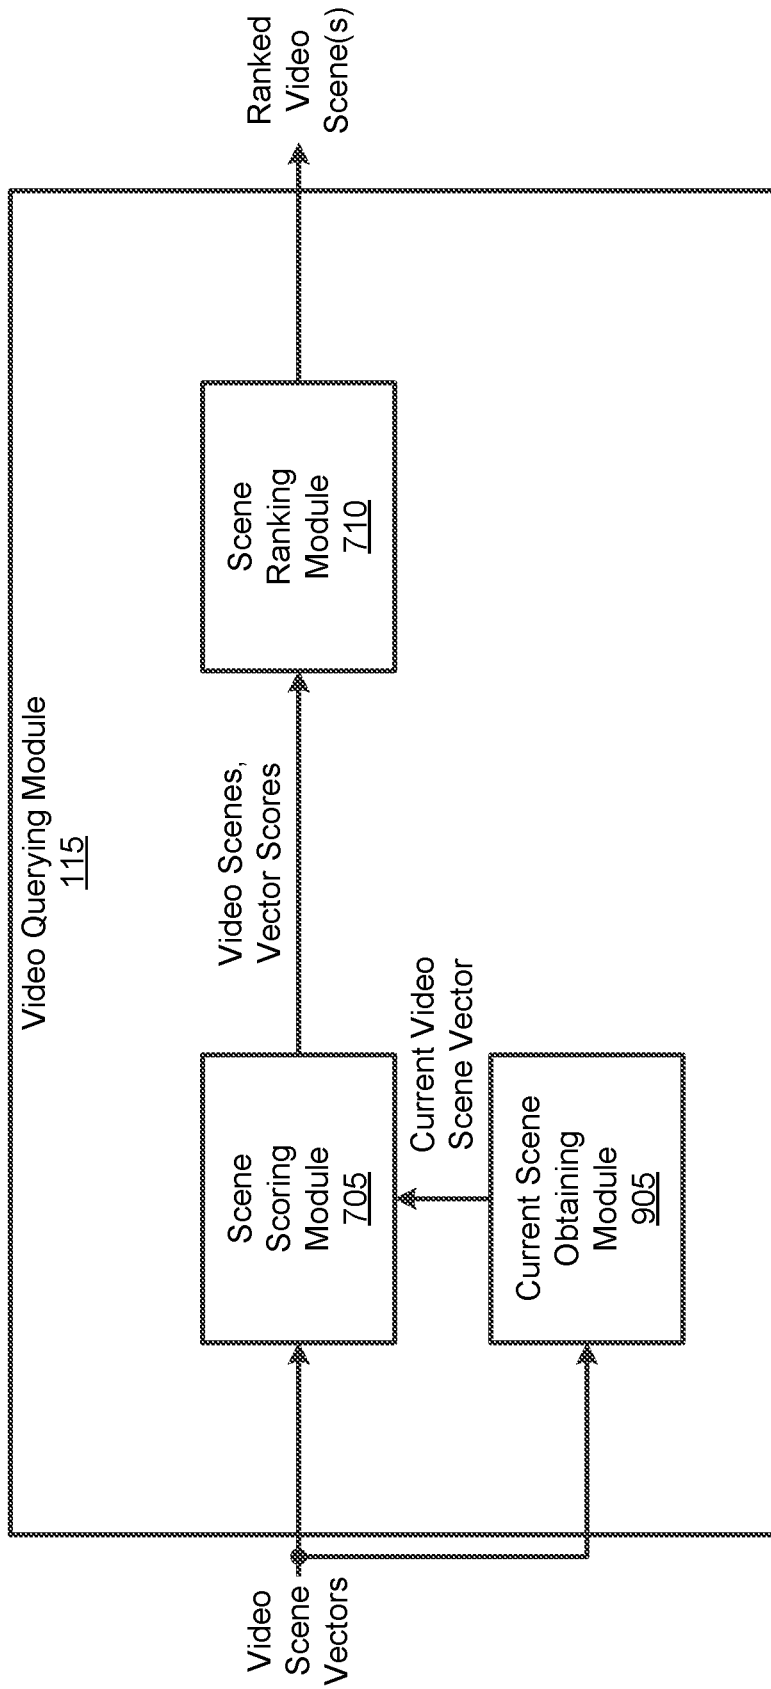 Video Querying Module
115
Video
Scene
Vectors
Scene
Scoring
Module
705
Current Video
Scene Vector
Current Scene
Obtaining
Module
905
Video Scenes,
Vector Scores
Scene
Ranking
Module
710
Ranked
Video
Scene(s)